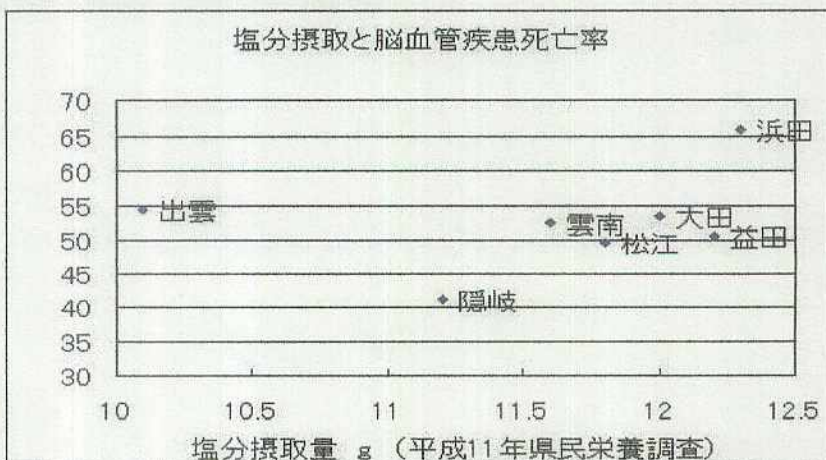 塩分摂取と脳血管疾患死亡率
70
65
浜田
60
55
出雲
大田
雲南
50
益田
松江
45
40
隠岐
35
30
10
10.5
11
11.5
12
12.5
塩分摂取量 g (平成11年県民栄養調査)